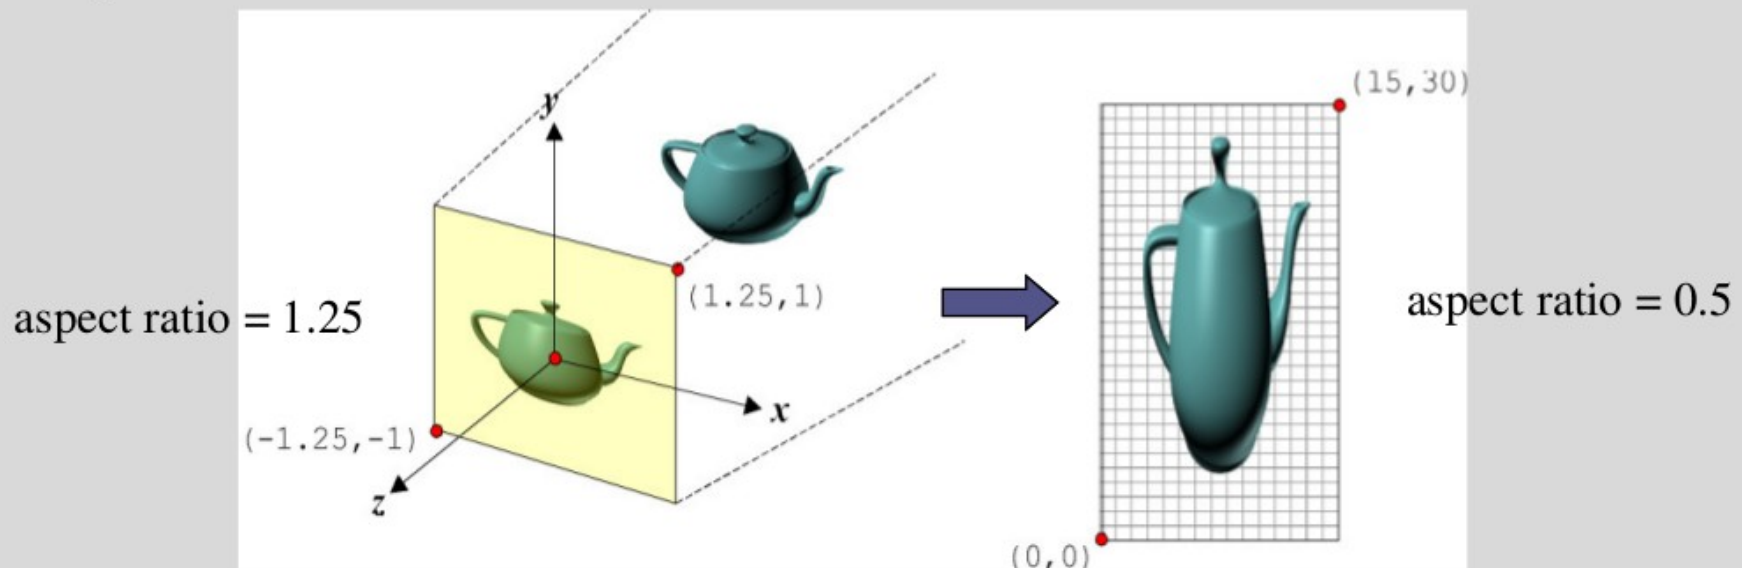 y
(15,30)
(1.25,1)
aspect ratio = 1.25
aspect ratio = 0.5
x
(-1.25,-1)
z
(0,0)